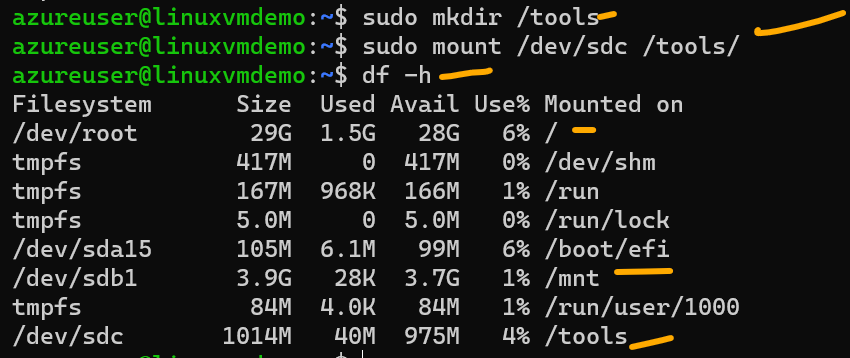 azureuser@linuxvmdemo:~$ sudo mkdir /tools
azureuser@linuxvmdemo:~$ sudo mount /dev/sdc /tools/
azureuser@linuxvmdemo:~$ df -h
Filesystem      Size  Used Avail Use% Mounted on
/dev/root        29G  1.5G   28G   6% /
tmpfs           417M     0  417M   0% /dev/shm
tmpfs           167M  968K  166M   1% /run
tmpfs           5.0M     0  5.0M   0% /run/lock
/dev/sda15      105M  6.1M   99M   6% /boot/efi
/dev/sdb1       3.9G   28K  3.7G   1% /mnt
tmpfs            84M  4.0K   84M   1% /run/user/1000
/dev/sdc       1014M   40M  975M   4% /tools
azureuser@linuxvmdemo:~$